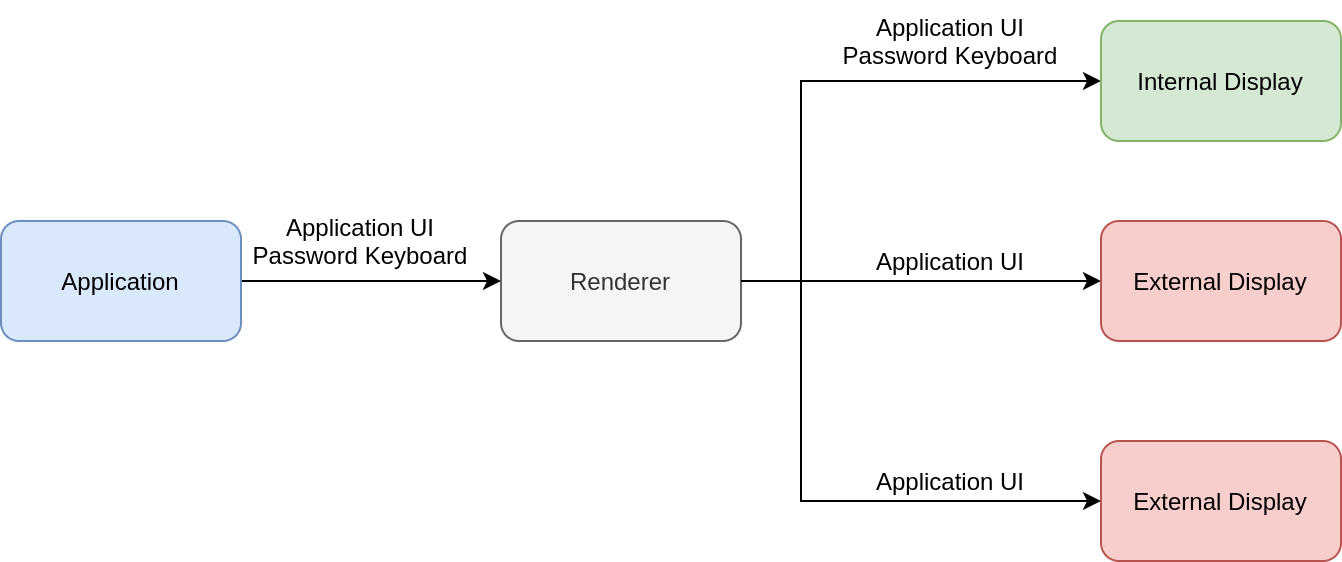 Application UI
Password Keyboard
Internal Display
Application UI
Password Keyboard
Application
Renderer
Application UI
External Display
Application UI
External Display